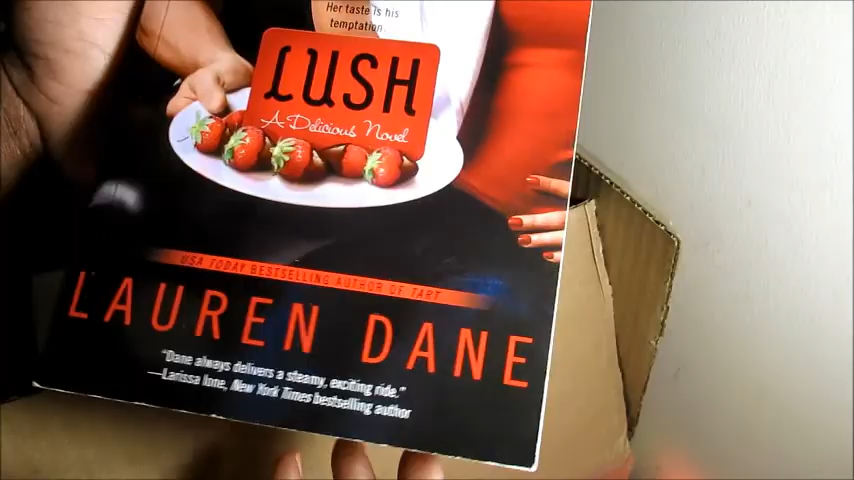 Her taste is his
temptation.
LUSH
A Delicious Novel
USA TODAY BESTSELLING AUTHOR OF TART
LAUREN DANE
"Dane always delivers a steamy, exciting ride."
—Larissa Ione, New York Times bestselling author